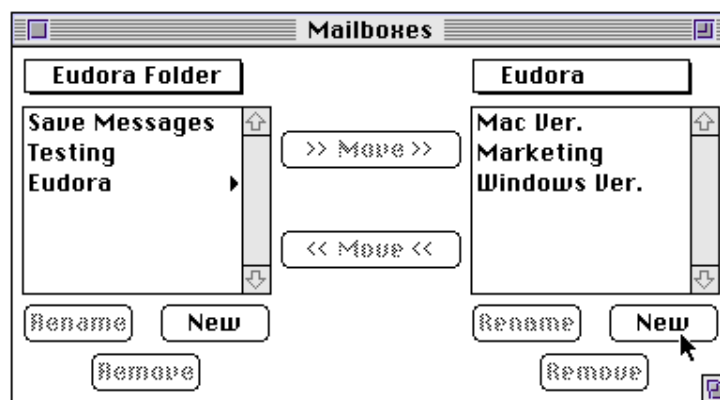 Mailboxes
Eudora Folder
Eudora
Save Messages
Testing
Eudora
>> Move >>
<< Move <<
Mac Ver.
Marketing
Windows Ver.
Rename
New
Remove
Rename
New
Remove